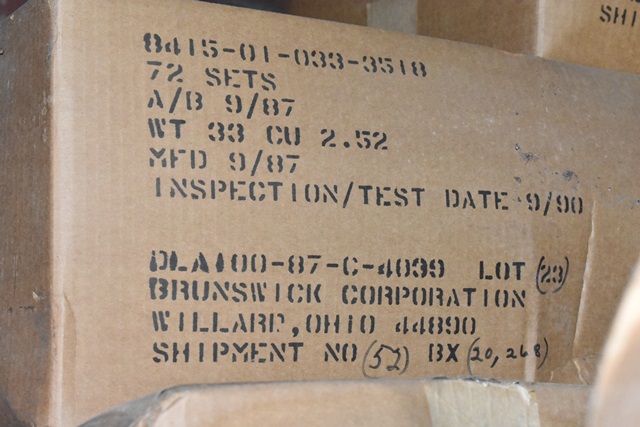 8415-01-033-3518
72 SETS
A/B 9/87
WT 33 CU 2.52
MFD 9/87
INSPECTION/TEST DATE 9/90
DLA100-87-C-4039 LOT (23)
BRUNSWICK CORPORATION
WILLARD, OHIO 44890
SHIPMENT NO (52) BX (20,268)
SHI